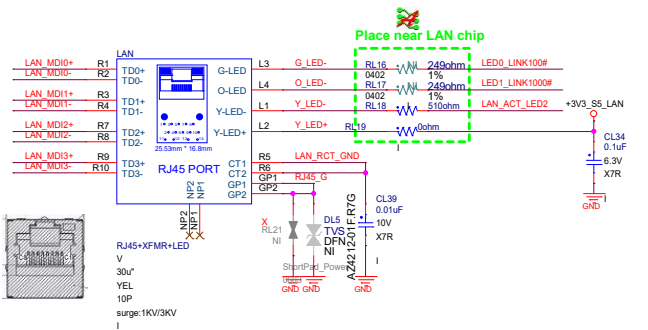 Place near LAN chip
LAN
LAN_MDI0+ R1 TD0+ G-LED L3 G_LED- RL16 NI 249ohm LED0_LINK100#
LAN_MDI0- R2 TD0- 0402 1%
O-LED L4 O_LED- RL17 NI 249ohm LED1_LINK1000#
LAN_MDI1+ R3 TD1+ 0402 1%
LAN_MDI1- R4 TD1- Y-LED- L1 Y_LED- RL18 I 510ohm LAN_ACT_LED2 +3V3_S5_LAN
LAN_MDI2+ R7 TD2+ Y-LED+ L2 Y_LED+ RL19 0ohm
LAN_MDI2- R8 TD2- I
25.53mm * 16.8mm
CL34
0.1uF
6.3V
X7R
I
GND
LAN_MDI3+ R9 TD3+ RJ45 PORT CT1 R5 LAN_RCT_GND
LAN_MDI3- R10 TD3- CT2 R6
GP1 GP1 RJ45_G
GP2 GP2
NP2 NP1
NP2 NP1
X
RL21
NI
ShortPad_Power
DL5
TVS
DFN
NI
AZ4212-01F.R7G
CL39
0.01uF
10V
X7R
I
GND GND GND
RJ45+XFMR+LED
V
30u"
YEL
10P
surge:1KV/3KV
I